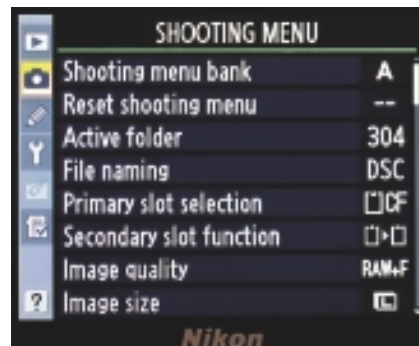 SHOOTING MENU
Shooting menu bank A
Reset shooting menu --
Active folder 304
File naming DSC
Primary slot selection CF
Secondary slot function
Image quality RAW+F
Image size L
?
Nikon